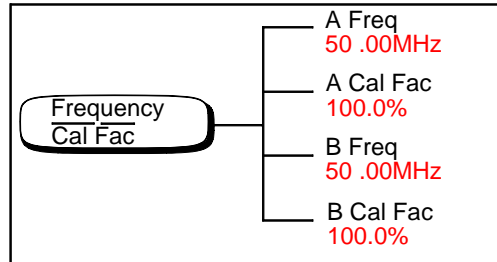 Frequency
Cal Fac
A Freq
50 .00MHz
A Cal Fac
100.0%
B Freq
50 .00MHz
B Cal Fac
100.0%